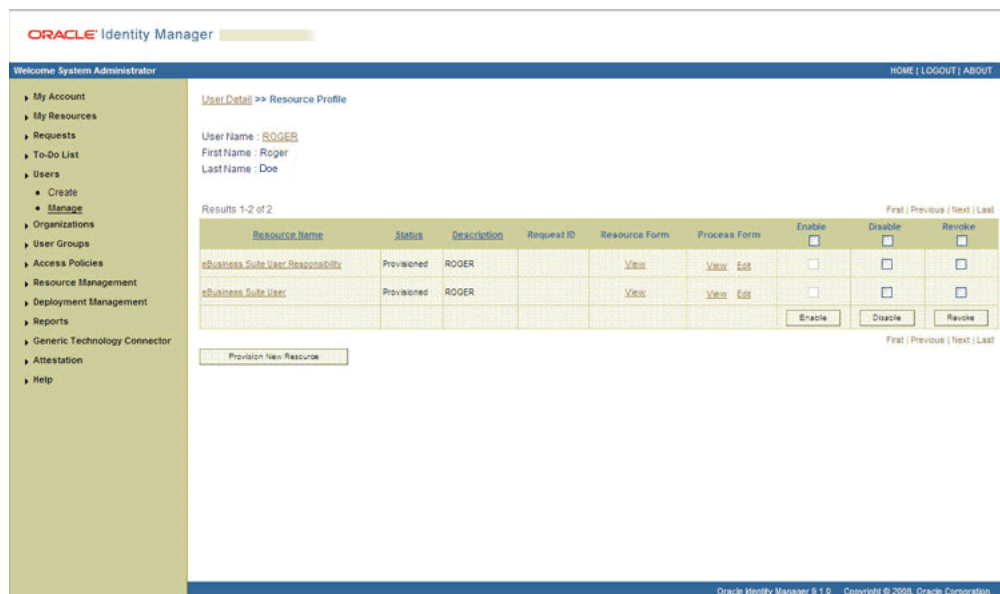 ORACLE Identity Manager
Welcome System Administrator
HOME | LOGOUT | ABOUT
My Account
My Resources
Requests
To-Do List
Users
Create
Manage
Organizations
User Groups
Access Policies
Resource Management
Deployment Management
Reports
Generic Technology Connector
Attestation
Help
User Detail >> Resource Profile
User Name : ROGER
First Name : Roger
Last Name : Doe
Results 1-2 of 2
First | Previous | Next | Last
Resource Name Status Description Request ID Resource Form Process Form Enable Disable Revoke
eBusiness Suite User Responsibility Provisioned ROGER View View Edit
eBusiness Suite User Provisioned ROGER View View Edit
Enable Disable Revoke
First | Previous | Next | Last
Provision New Resource
Oracle Identity Manager 9.1.0 Copyright © 2008, Oracle Corporation